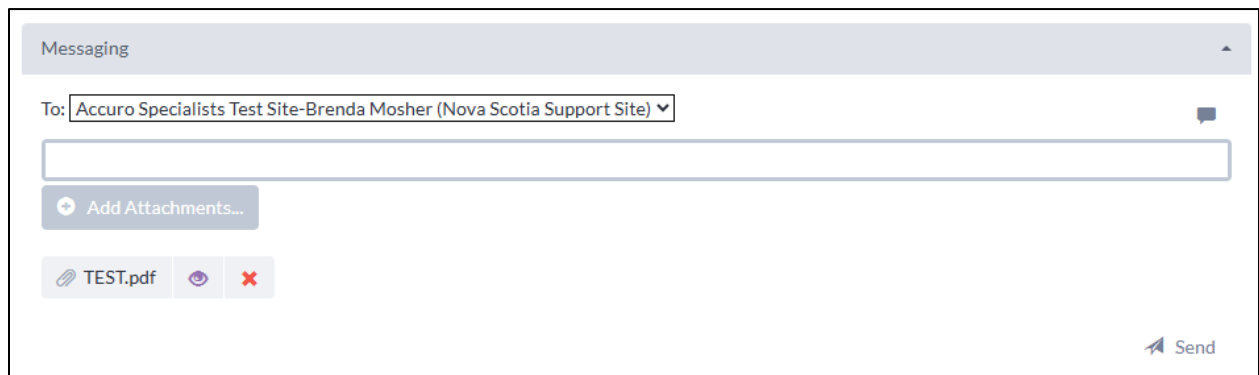 Messaging
To: Accuro Specialists Test Site-Brenda Mosher (Nova Scotia Support Site)
Add Attachments...
TEST.pdf
Send